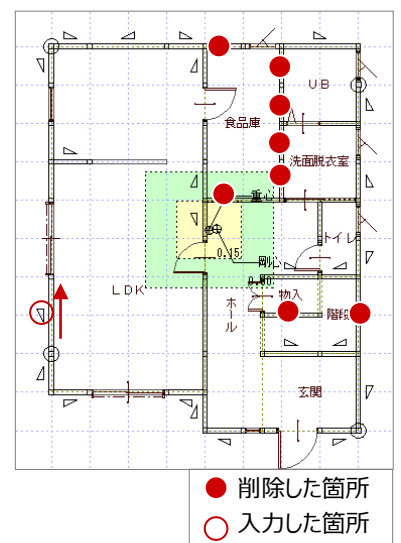 ＵＢ
食品庫
洗面脱衣室
重心
トイレ
0.15
剛心
ＬＤＫ
物入
ホール
階段
玄関
削除した箇所
入力した箇所